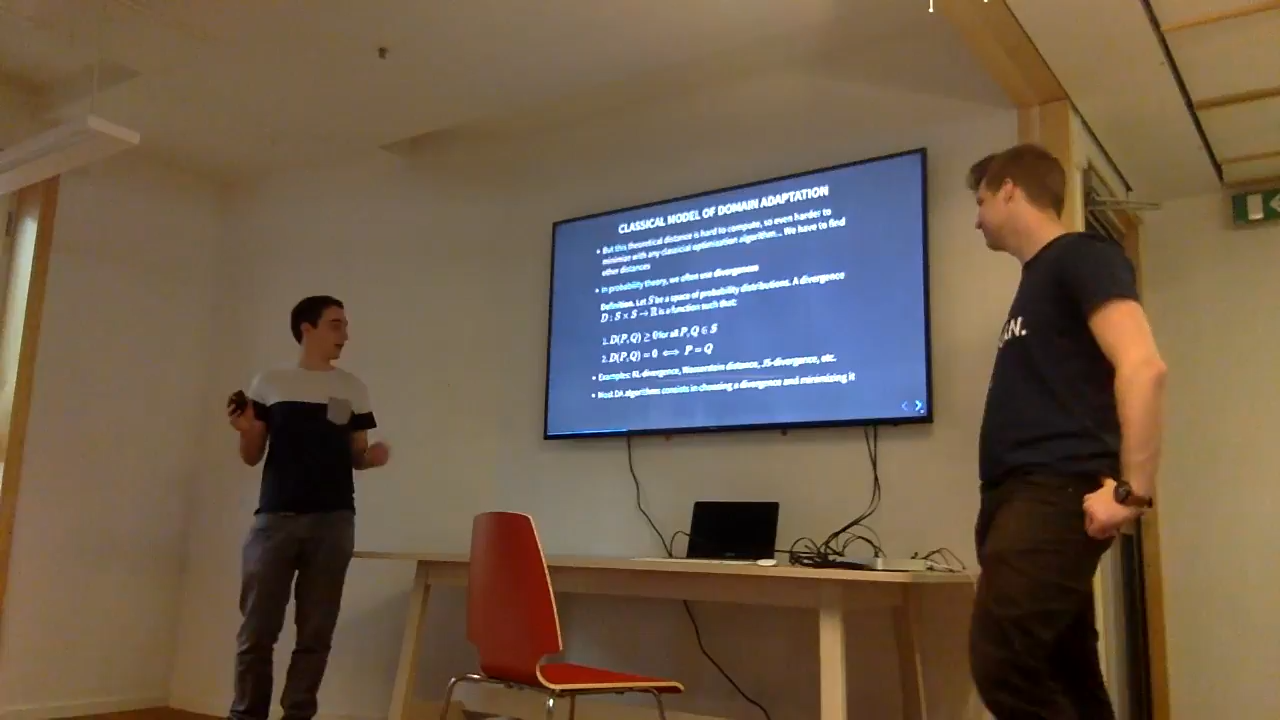 CLASSICAL MODEL OF DOMAIN ADAPTATION
• But this theoretical distance is hard to compute, so even harder to
minimize with any classicial optimization algorithm... We have to find
other distances
• In probability theory, we often use divergences
Definition. Let S be a space of probability distributions. A divergence
D : S × S → ℝ is a function such that:
1. D(P, Q) ≥ 0 for all P, Q ∈ S
2. D(P, Q) = 0 ⟺ P = Q
• Examples: KL-divergence, Wasserstein distance, JS-divergence, etc.
• Most DA algorithms consists in choosing a divergence and minimizing it